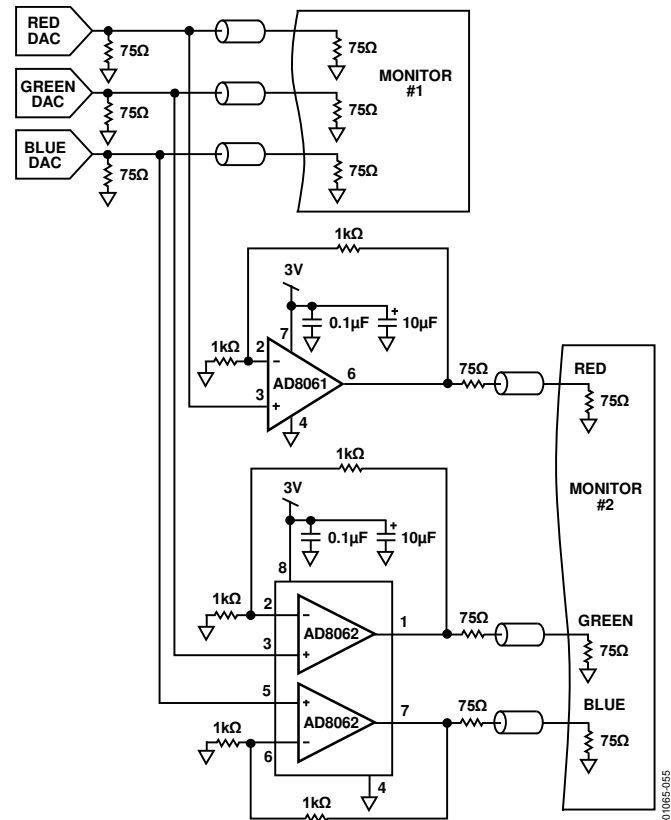 RED
DAC
75Ω
75Ω
MONITOR
#1
GREEN
DAC
75Ω
75Ω
BLUE
DAC
75Ω
75Ω
1kΩ
3V
7
0.1µF
+
10µF
1kΩ
2
−
AD8061
6
75Ω
RED
3
+
4
75Ω
1kΩ
MONITOR
#2
3V
0.1µF
+
10µF
8
1kΩ
2
−
AD8062
1
75Ω
GREEN
3
+
75Ω
5
+
AD8062
7
75Ω
BLUE
1kΩ
−
6
75Ω
4
1kΩ
01065-055